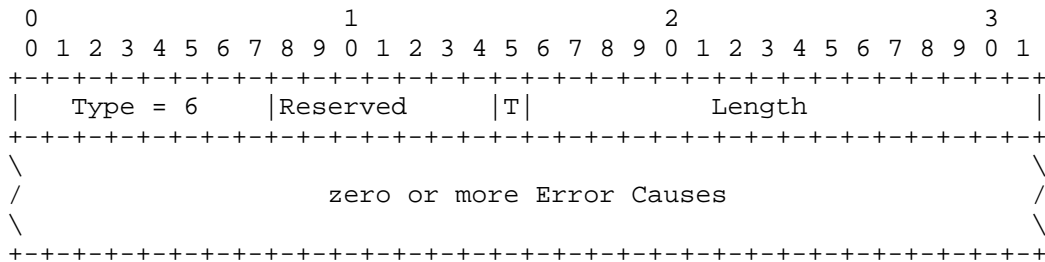 0                   1                   2                   3
 0 1 2 3 4 5 6 7 8 9 0 1 2 3 4 5 6 7 8 9 0 1 2 3 4 5 6 7 8 9 0 1
+-+-+-+-+-+-+-+-+-+-+-+-+-+-+-+-+-+-+-+-+-+-+-+-+-+-+-+-+-+-+-+-+
|   Type = 6    |Reserved     |T|           Length              |
+-+-+-+-+-+-+-+-+-+-+-+-+-+-+-+-+-+-+-+-+-+-+-+-+-+-+-+-+-+-+-+-+
\                                                               \
/                   zero or more Error Causes                   /
\                                                               \
+-+-+-+-+-+-+-+-+-+-+-+-+-+-+-+-+-+-+-+-+-+-+-+-+-+-+-+-+-+-+-+-+